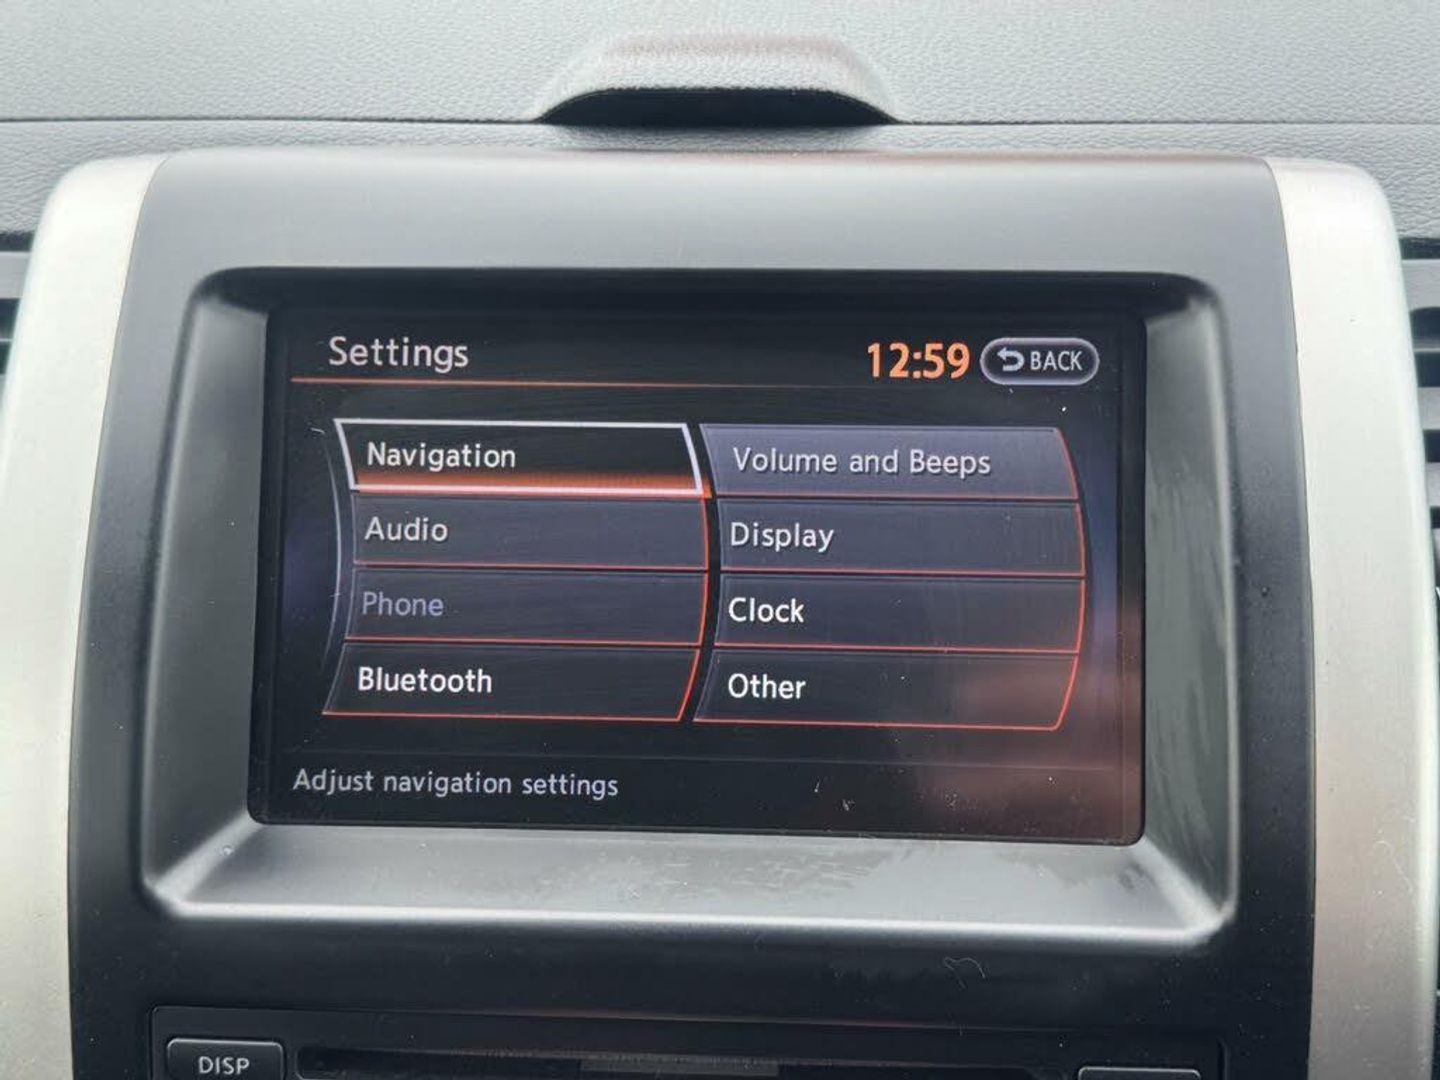 Settings
12:59
BACK
Navigation
Volume and Beeps
Audio
Display
Phone
Clock
Bluetooth
Other
Adjust navigation settings
DISP